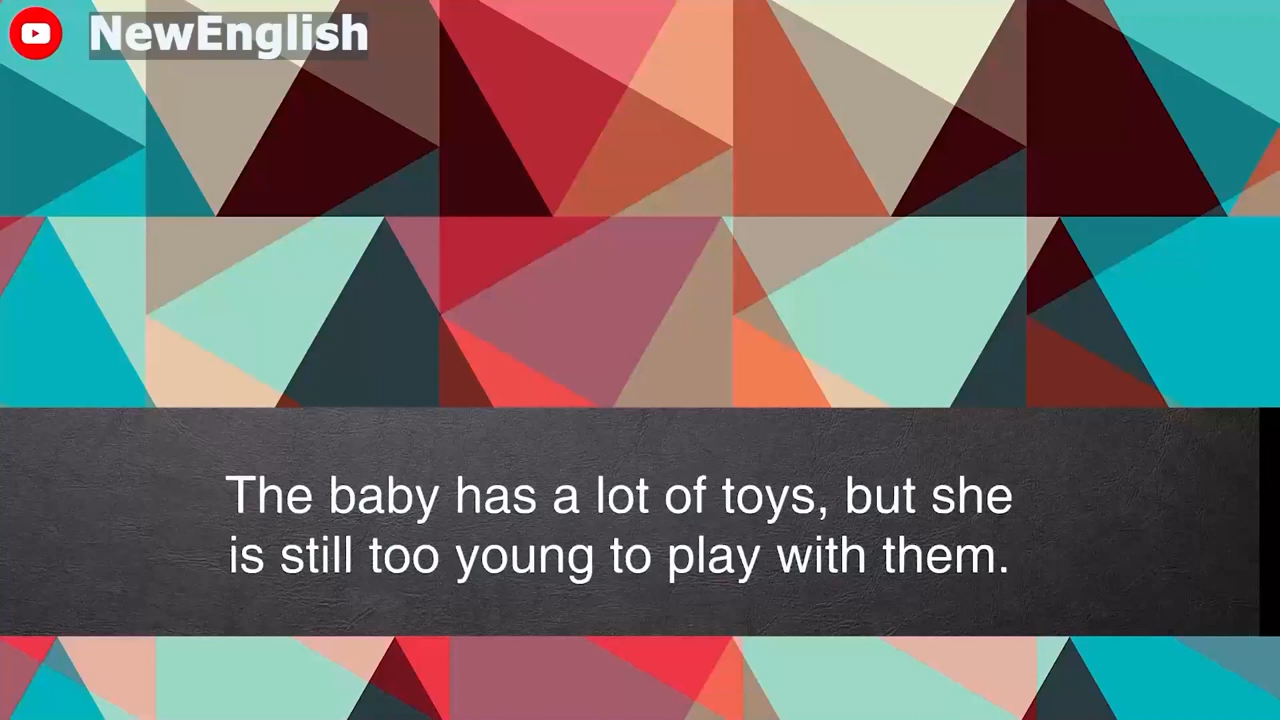 NewEnglish
The baby has a lot of toys, but she
is still too young to play with them.